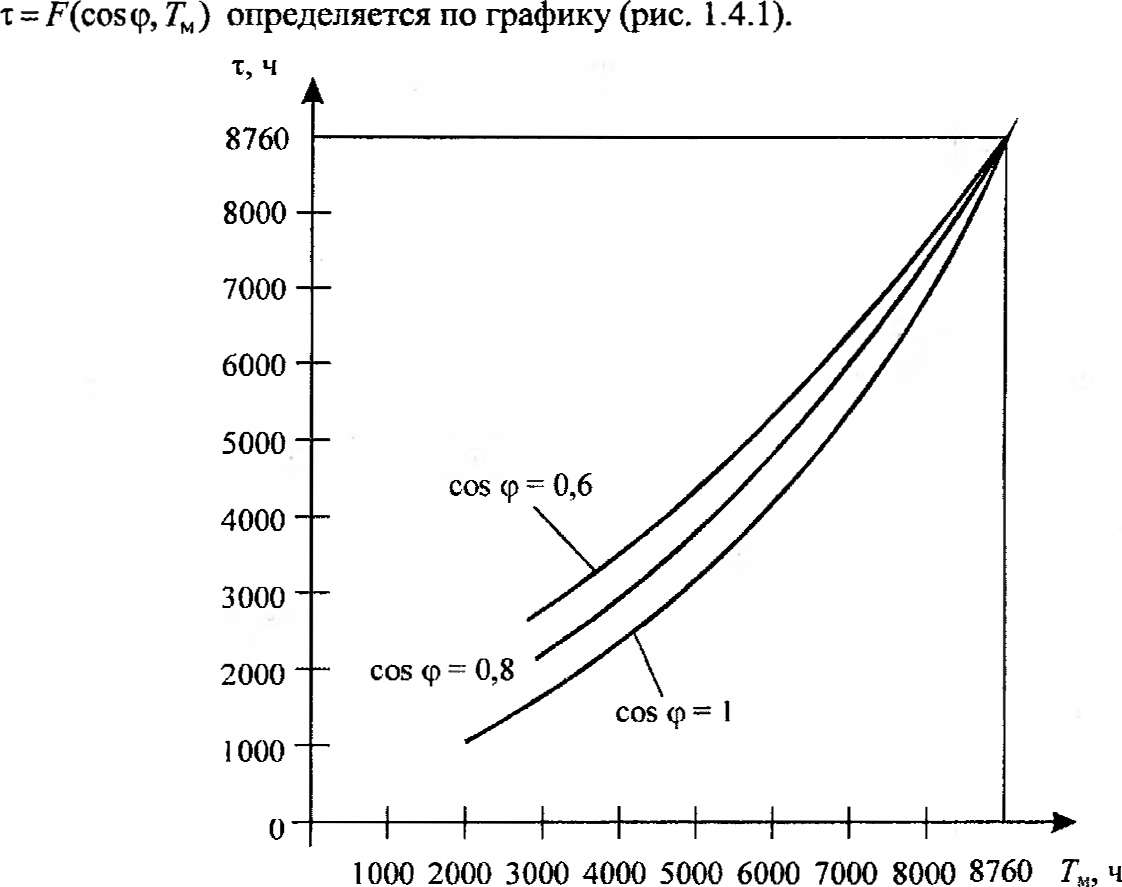 τ = F(cosφ, Tм) определяется по графику (рис. 1.4.1).
τ, ч
8760
8000
7000
6000
5000
cos φ = 0,6
4000
3000
cos φ = 0,8
2000
cos φ = 1
1000
0
1000 2000 3000 4000 5000 6000 7000 8000 8760 Tм, ч